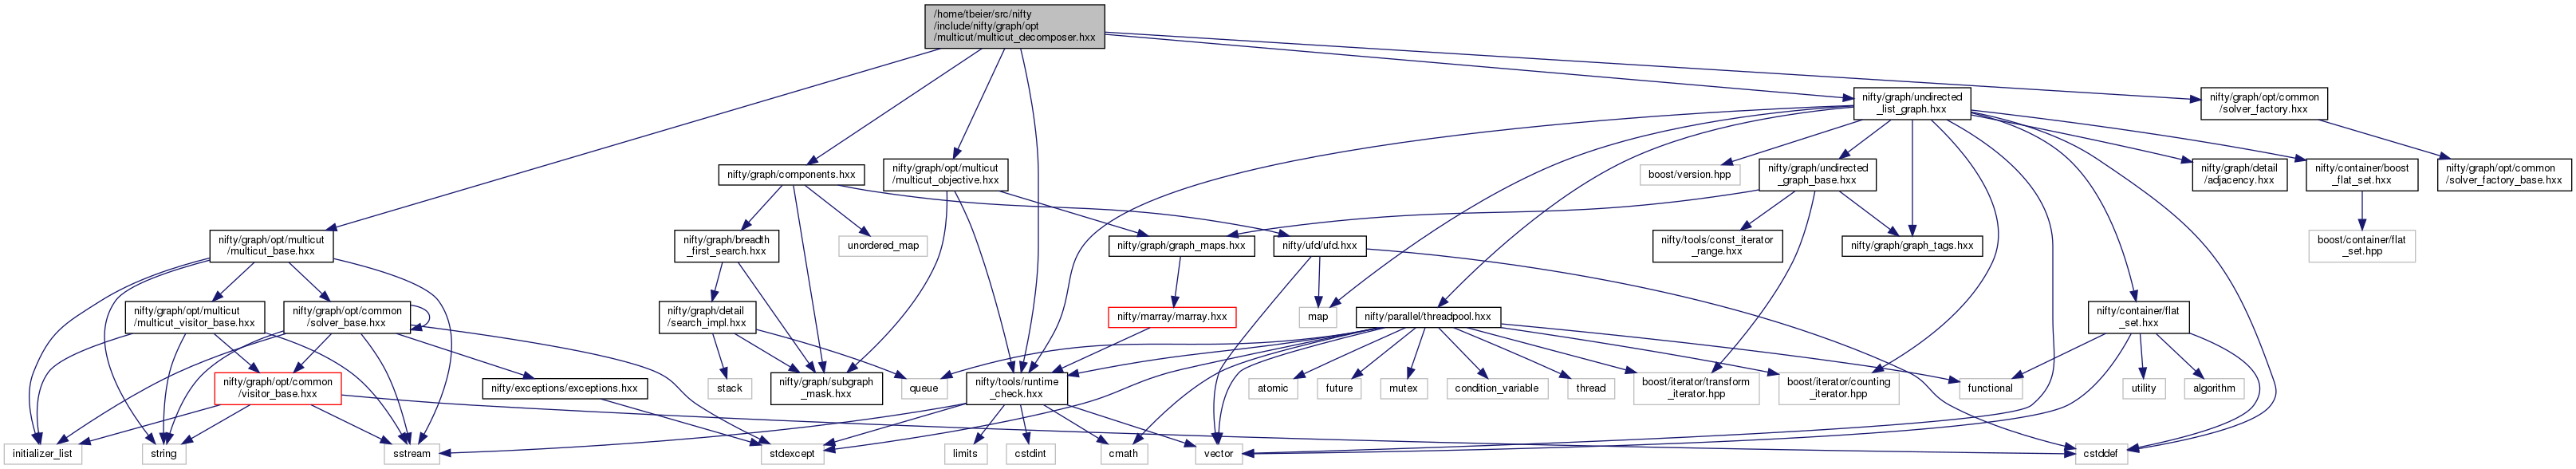 /home/tbeier/src/nifty
/include/nifty/graph/opt
/multicut/multicut_decomposer.hxx
nifty/graph/undirected
_list_graph.hxx
nifty/graph/opt/common
/solver_factory.hxx
nifty/graph/components.hxx
nifty/graph/opt/multicut
/multicut_objective.hxx
boost/version.hpp
nifty/graph/undirected
_graph_base.hxx
nifty/graph/detail
/adjacency.hxx
nifty/container/boost
_flat_set.hxx
nifty/graph/opt/common
/solver_factory_base.hxx
nifty/graph/opt/multicut
/multicut_base.hxx
nifty/graph/breadth
_first_search.hxx
unordered_map
nifty/graph/graph_maps.hxx
nifty/ufd/ufd.hxx
nifty/tools/const_iterator
_range.hxx
nifty/graph/graph_tags.hxx
boost/container/flat
_set.hpp
nifty/graph/opt/multicut
/multicut_visitor_base.hxx
nifty/graph/opt/common
/solver_base.hxx
nifty/graph/detail
/search_impl.hxx
nifty/marray/marray.hxx
map
nifty/parallel/threadpool.hxx
nifty/container/flat
_set.hxx
nifty/graph/opt/common
/visitor_base.hxx
nifty/exceptions/exceptions.hxx
stack
nifty/graph/subgraph
_mask.hxx
queue
nifty/tools/runtime
_check.hxx
atomic
future
mutex
condition_variable
thread
boost/iterator/transform
_iterator.hpp
boost/iterator/counting
_iterator.hpp
functional
utility
algorithm
initializer_list
string
sstream
stdexcept
limits
cstdint
cmath
vector
cstddef